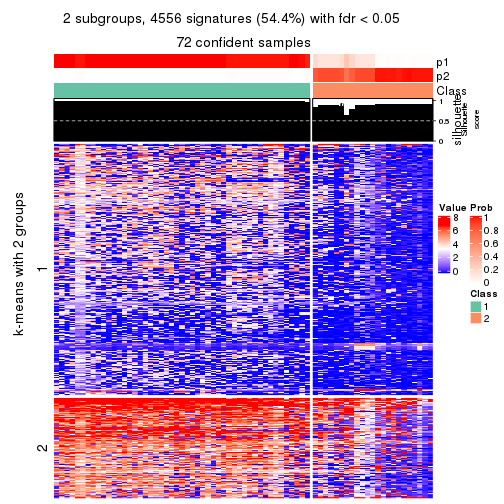 2 subgroups, 4556 signatures (54.4%) with fdr < 0.05
72 confident samples
p1
p2
Class
silhouette
Silhouette
score
1
0.5
0
k-means with 2 groups
1
2
Value
8
6
4
2
0
Prob
1
0.8
0.6
0.4
0.2
0
Class
1
2